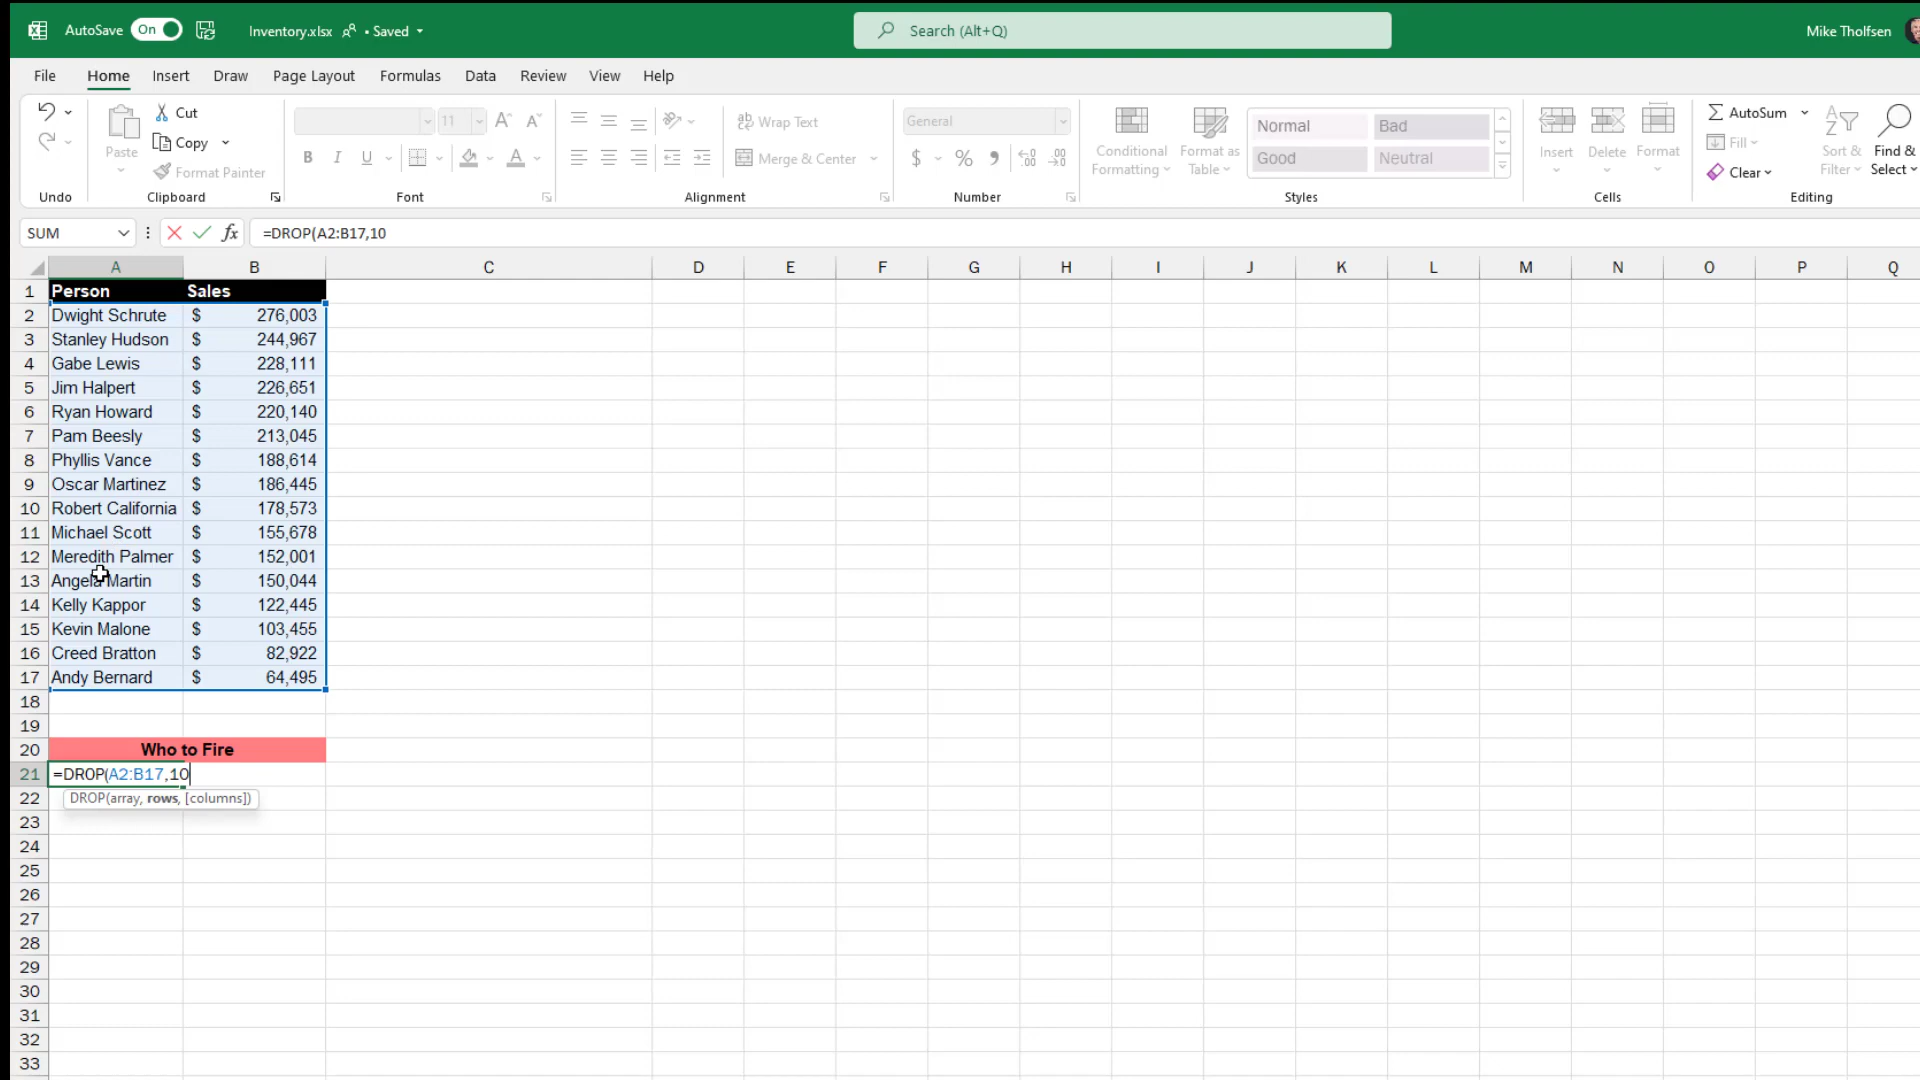 AutoSave On Inventory.xlsx • Saved Search (Alt+Q) Mike Tholfsen
File Home Insert Draw Page Layout Formulas Data Review View Help
Paste Cut Copy Format Painter
11 B I U A A A
Wrap Text Merge & Center
General $ % 9 .00
Conditional Formatting Format as Table
Normal Bad
Good Neutral
Insert Delete Format
AutoSum Fill Clear Sort & Filter Find & Select
Undo Clipboard Font Alignment Number Styles Cells Editing
SUM fx =DROP(A2:B17,10
A B C D E F G H I J K L M N O P Q
1 Person Sales
2 Dwight Schrute $ 276,003
3 Stanley Hudson $ 244,967
4 Gabe Lewis $ 228,111
5 Jim Halpert $ 226,651
6 Ryan Howard $ 220,140
7 Pam Beesly $ 213,045
8 Phyllis Vance $ 188,614
9 Oscar Martinez $ 186,445
10 Robert California $ 178,573
11 Michael Scott $ 155,678
12 Meredith Palmer $ 152,001
13 Angela Martin $ 150,044
14 Kelly Kappor $ 122,445
15 Kevin Malone $ 103,455
16 Creed Bratton $ 82,922
17 Andy Bernard $ 64,495
18
19
20 Who to Fire
21 =DROP(A2:B17,10
22 DROP(array, rows, [columns])
23
24
25
26
27
28
29
30
31
32
33